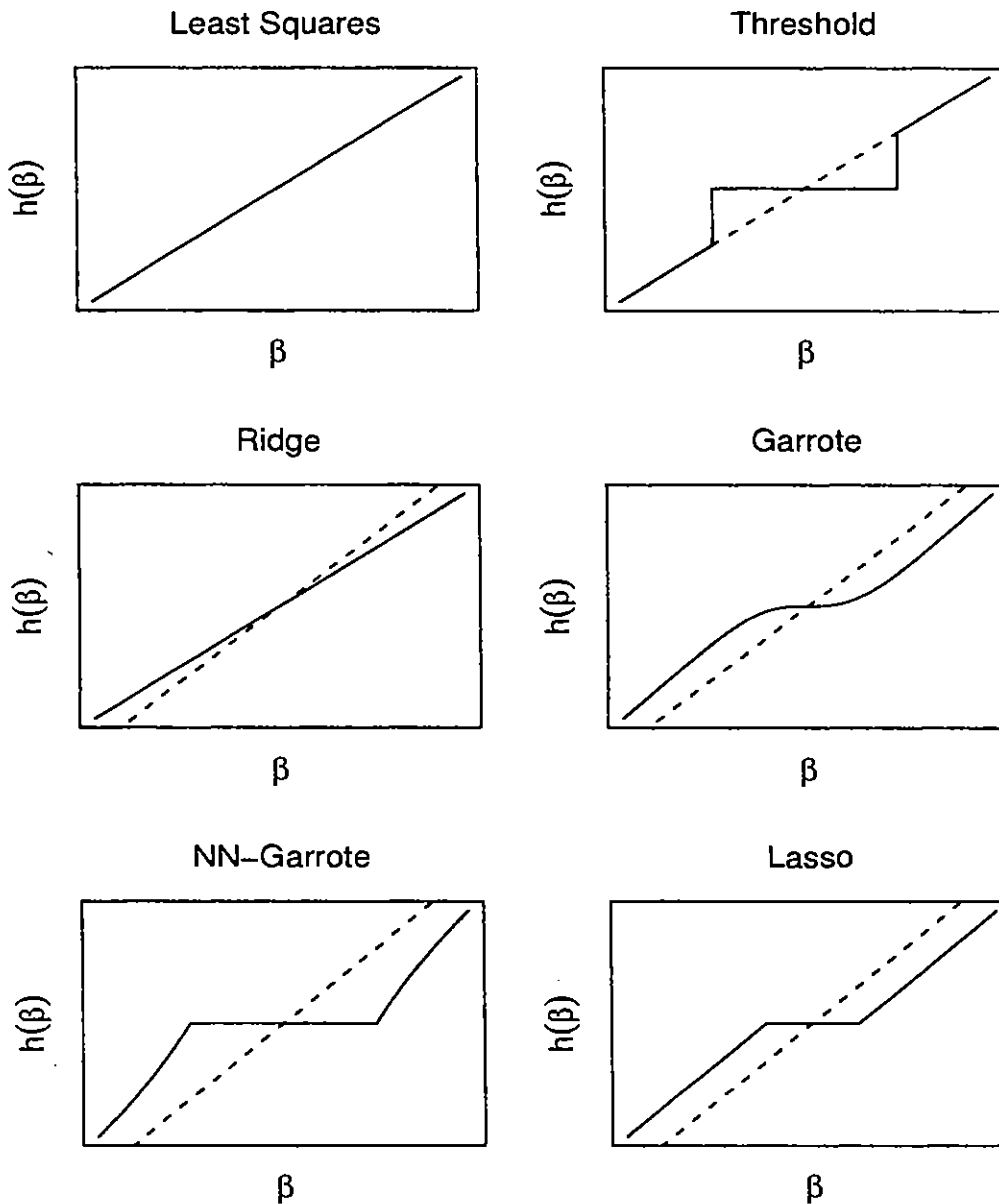 Least Squares
Threshold
h(β)
h(β)
β
β
Ridge
Garrote
h(β)
h(β)
β
β
NN–Garrote
Lasso
h(β)
h(β)
β
β